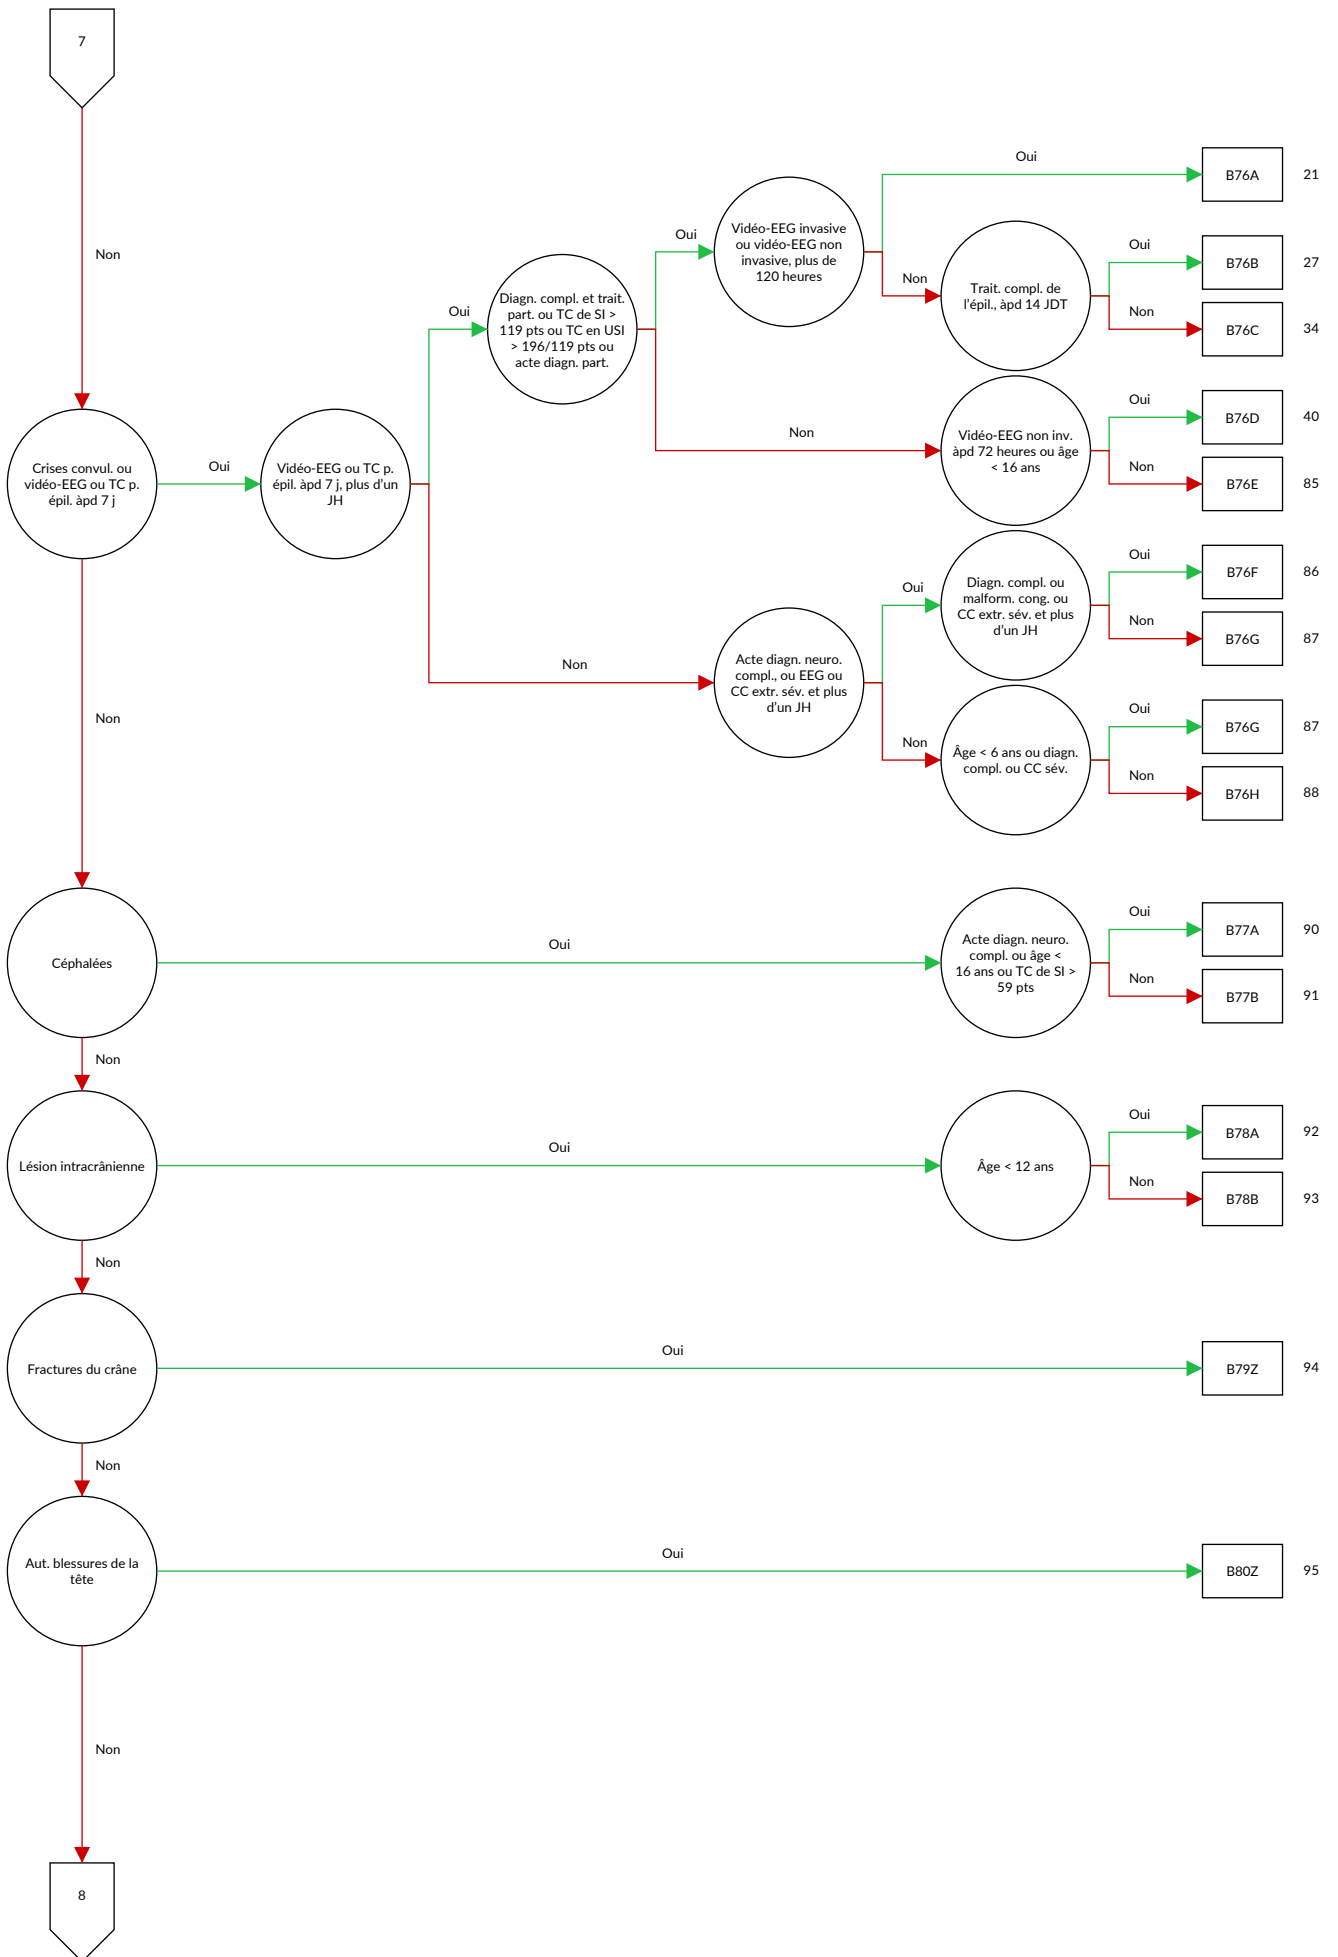 7
Non
Oui
B76A
21
Vidéo-EEG invasive
ou vidéo-EEG non
invasive, plus de
120 heures
Oui
Non
Trait. compl. de
l'épil., àpd 14 JDT
Oui
B76B
27
Non
B76C
34
Diagn. compl. et trait.
part. ou TC de SI >
119 pts ou TC en USI
> 196/119 pts ou
acte diagn. part.
Oui
Non
Vidéo-EEG non inv.
àpd 72 heures ou âge
< 16 ans
Oui
B76D
40
Non
B76E
85
Crises convul. ou
vidéo-EEG ou TC p.
épil. àpd 7 j
Oui
Vidéo-EEG ou TC p.
épil. àpd 7 j, plus d'un
JH
Non
Acte diagn. neuro.
compl., ou EEG ou
CC extr. sév. et plus
d'un JH
Oui
Diagn. compl. ou
malform. cong. ou
CC extr. sév. et plus
d'un JH
Oui
B76F
86
Non
B76G
87
Non
Âge < 6 ans ou diagn.
compl. ou CC sév.
Oui
B76G
87
Non
B76H
88
Non
Céphalées
Oui
Acte diagn. neuro.
compl. ou âge <
16 ans ou TC de SI >
59 pts
Oui
B77A
90
Non
B77B
91
Non
Lésion intracrânienne
Oui
Âge < 12 ans
Oui
B78A
92
Non
B78B
93
Non
Fractures du crâne
Oui
B79Z
94
Non
Aut. blessures de la
tête
Oui
B80Z
95
Non
8